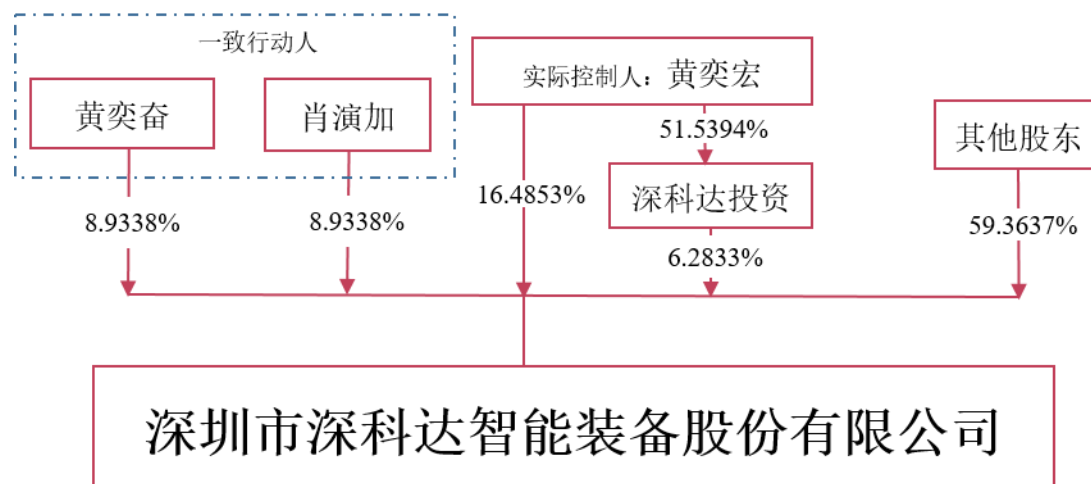 一致行动人
黄奕奋
肖演加
实际控制人：黄奕宏
其他股东
51.5394%
深科达投资
8.9338%
8.9338%
16.4853%
6.2833%
59.3637%
深圳市深科达智能装备股份有限公司